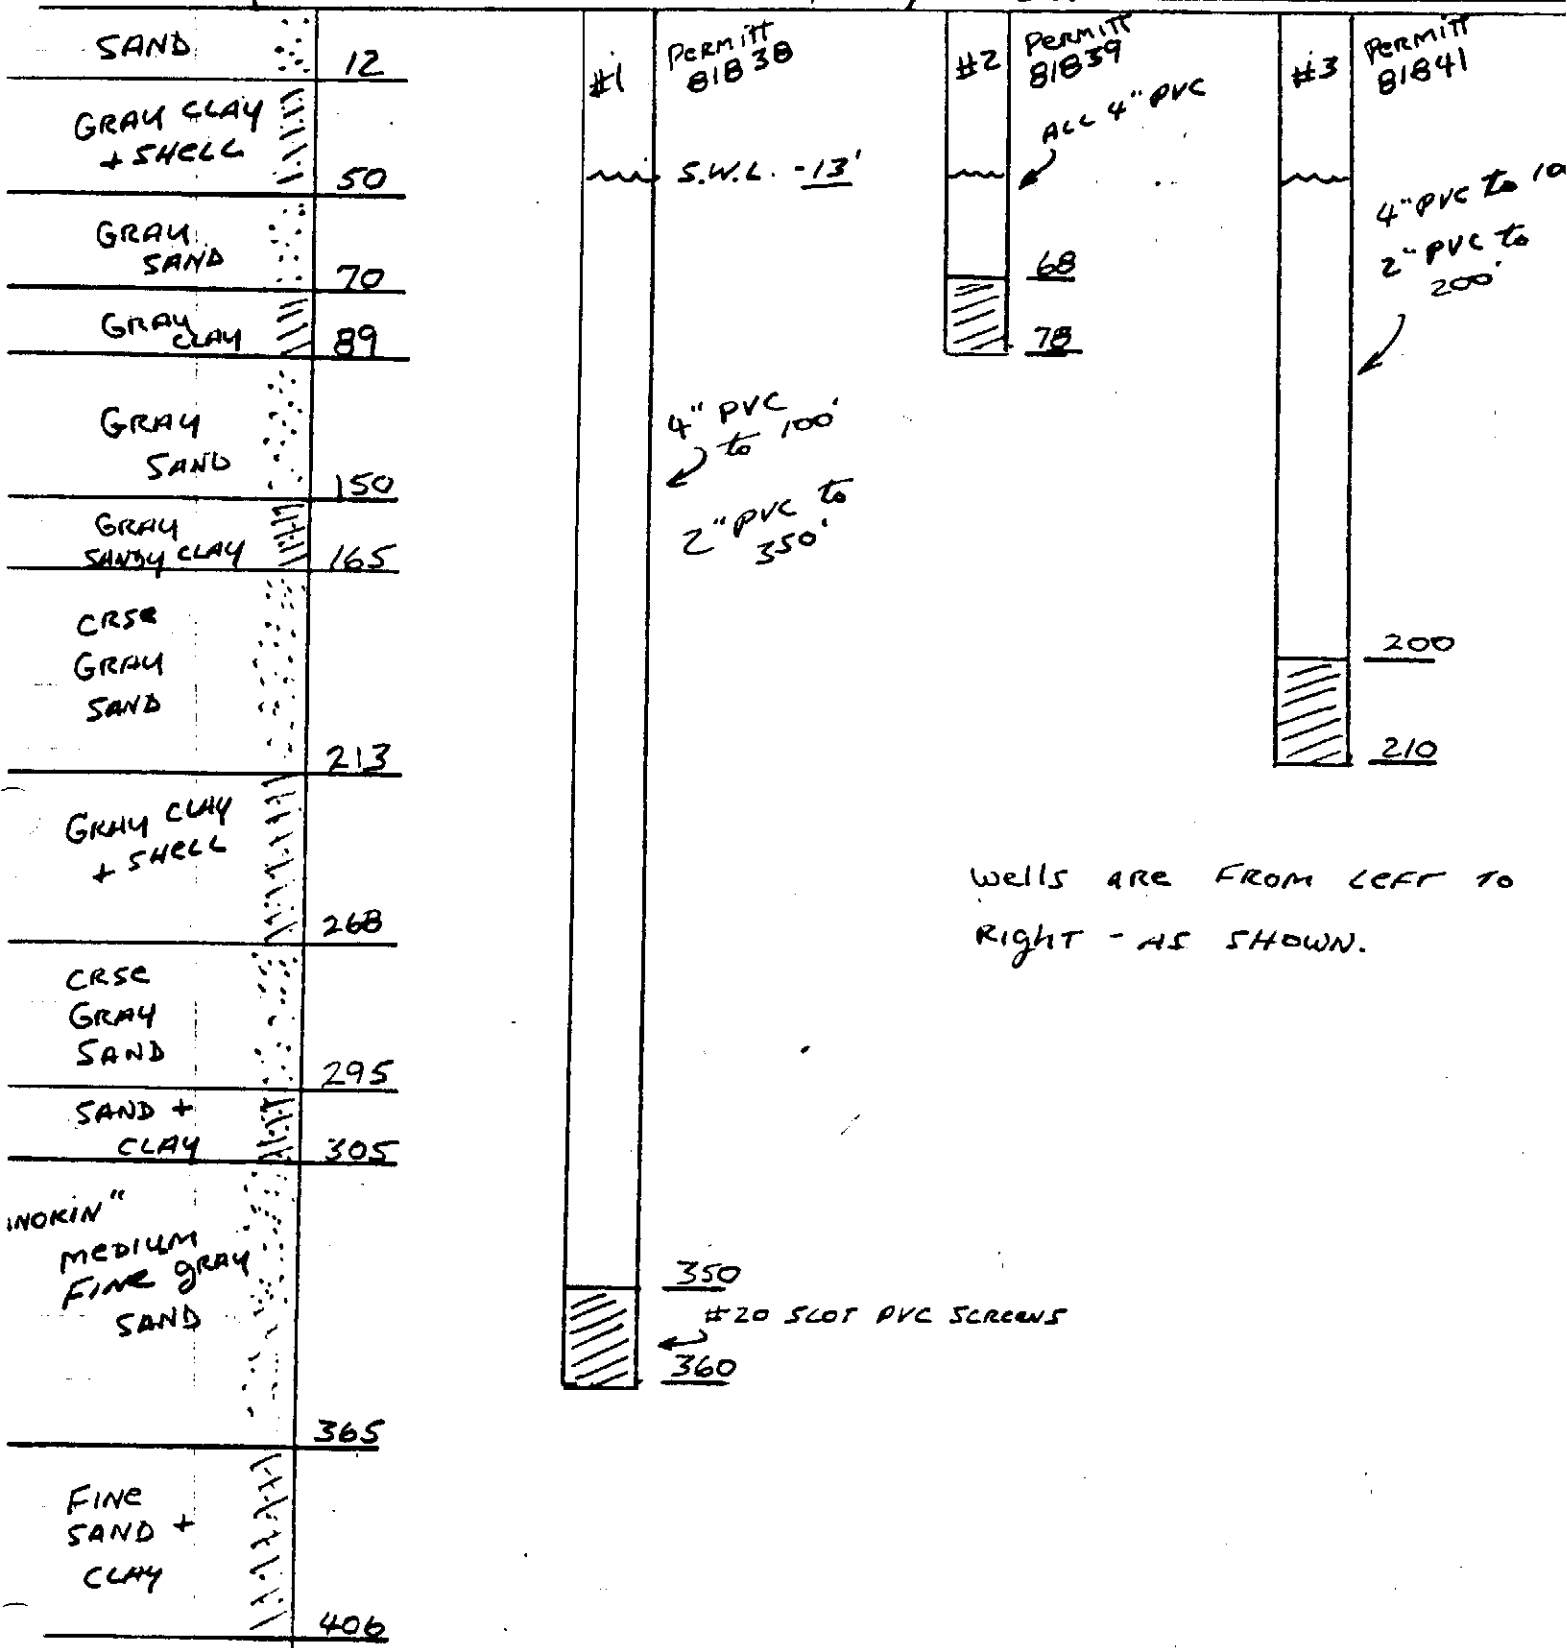 SAND
12
GRAY CLAY
+ SHELL
50
GRAY
SAND
70
GRAY
CLAY
89
GRAY
SAND
150
GRAY
SANDY CLAY
165
CRSE
GRAY
SAND
213
GRAY CLAY
+ SHELL
268
CRSE
GRAY
SAND
295
SAND +
CLAY
305
INOKIN"
MEDIUM
FINE GRAY
SAND
365
FINE
SAND +
CLAY
406
#1
PERMITT
81838
S.W.L. -13'
4" PVC
to 100'
2" PVC to
350'
350
#20 SLOT PVC SCREENS
360
#2
PERMITT
81839
ALL 4" PVC
68
78
#3
PERMITT
81841
4" PVC to 10
2" PVC to
200'
200
210
Wells ARE FROM LEFT TO
RIGHT - AS SHOWN.